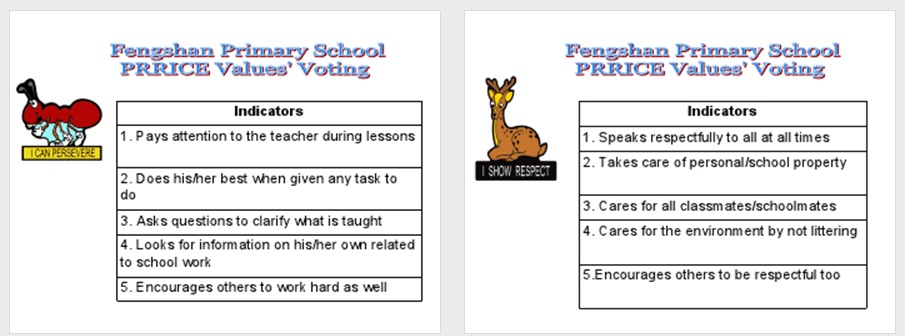 Fengshan Primary School
PRRICE Values' Voting
I CAN PERSEVERE
Indicators
1. Pays attention to the teacher during lessons
2. Does his/her best when given any task to
do
3. Asks questions to clarify what is taught
4. Looks for information on his/her own related
to school work
5. Encourages others to work hard as well
Fengshan Primary School
PRRICE Values' Voting
I SHOW RESPECT
Indicators
1. Speaks respectfully to all at all times
2. Takes care of personal/school property
3. Cares for all classmates/schoolmates
4. Cares for the environment by not littering
5.Encourages others to be respectful too